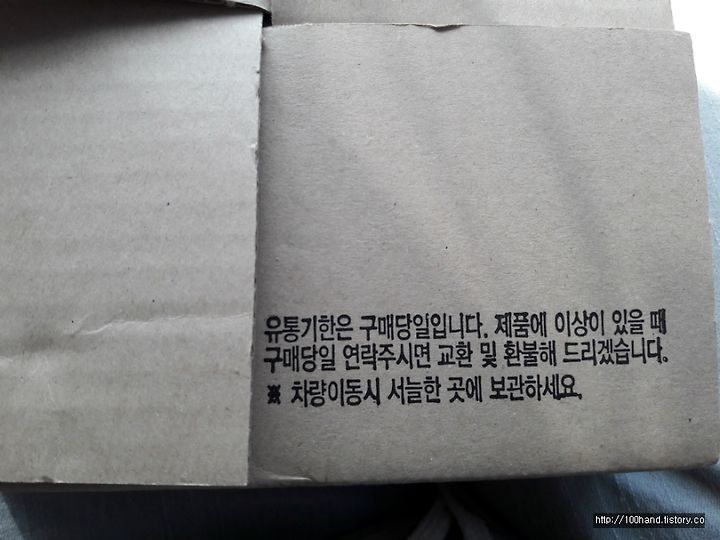 유통기한은 구매당일입니다. 제품에 이상이 있을 때
구매당일 연락주시면 교환 및 환불해 드리겠습니다.
※ 차량이동시 서늘한 곳에 보관하세요.
http://100hand.tistory.co